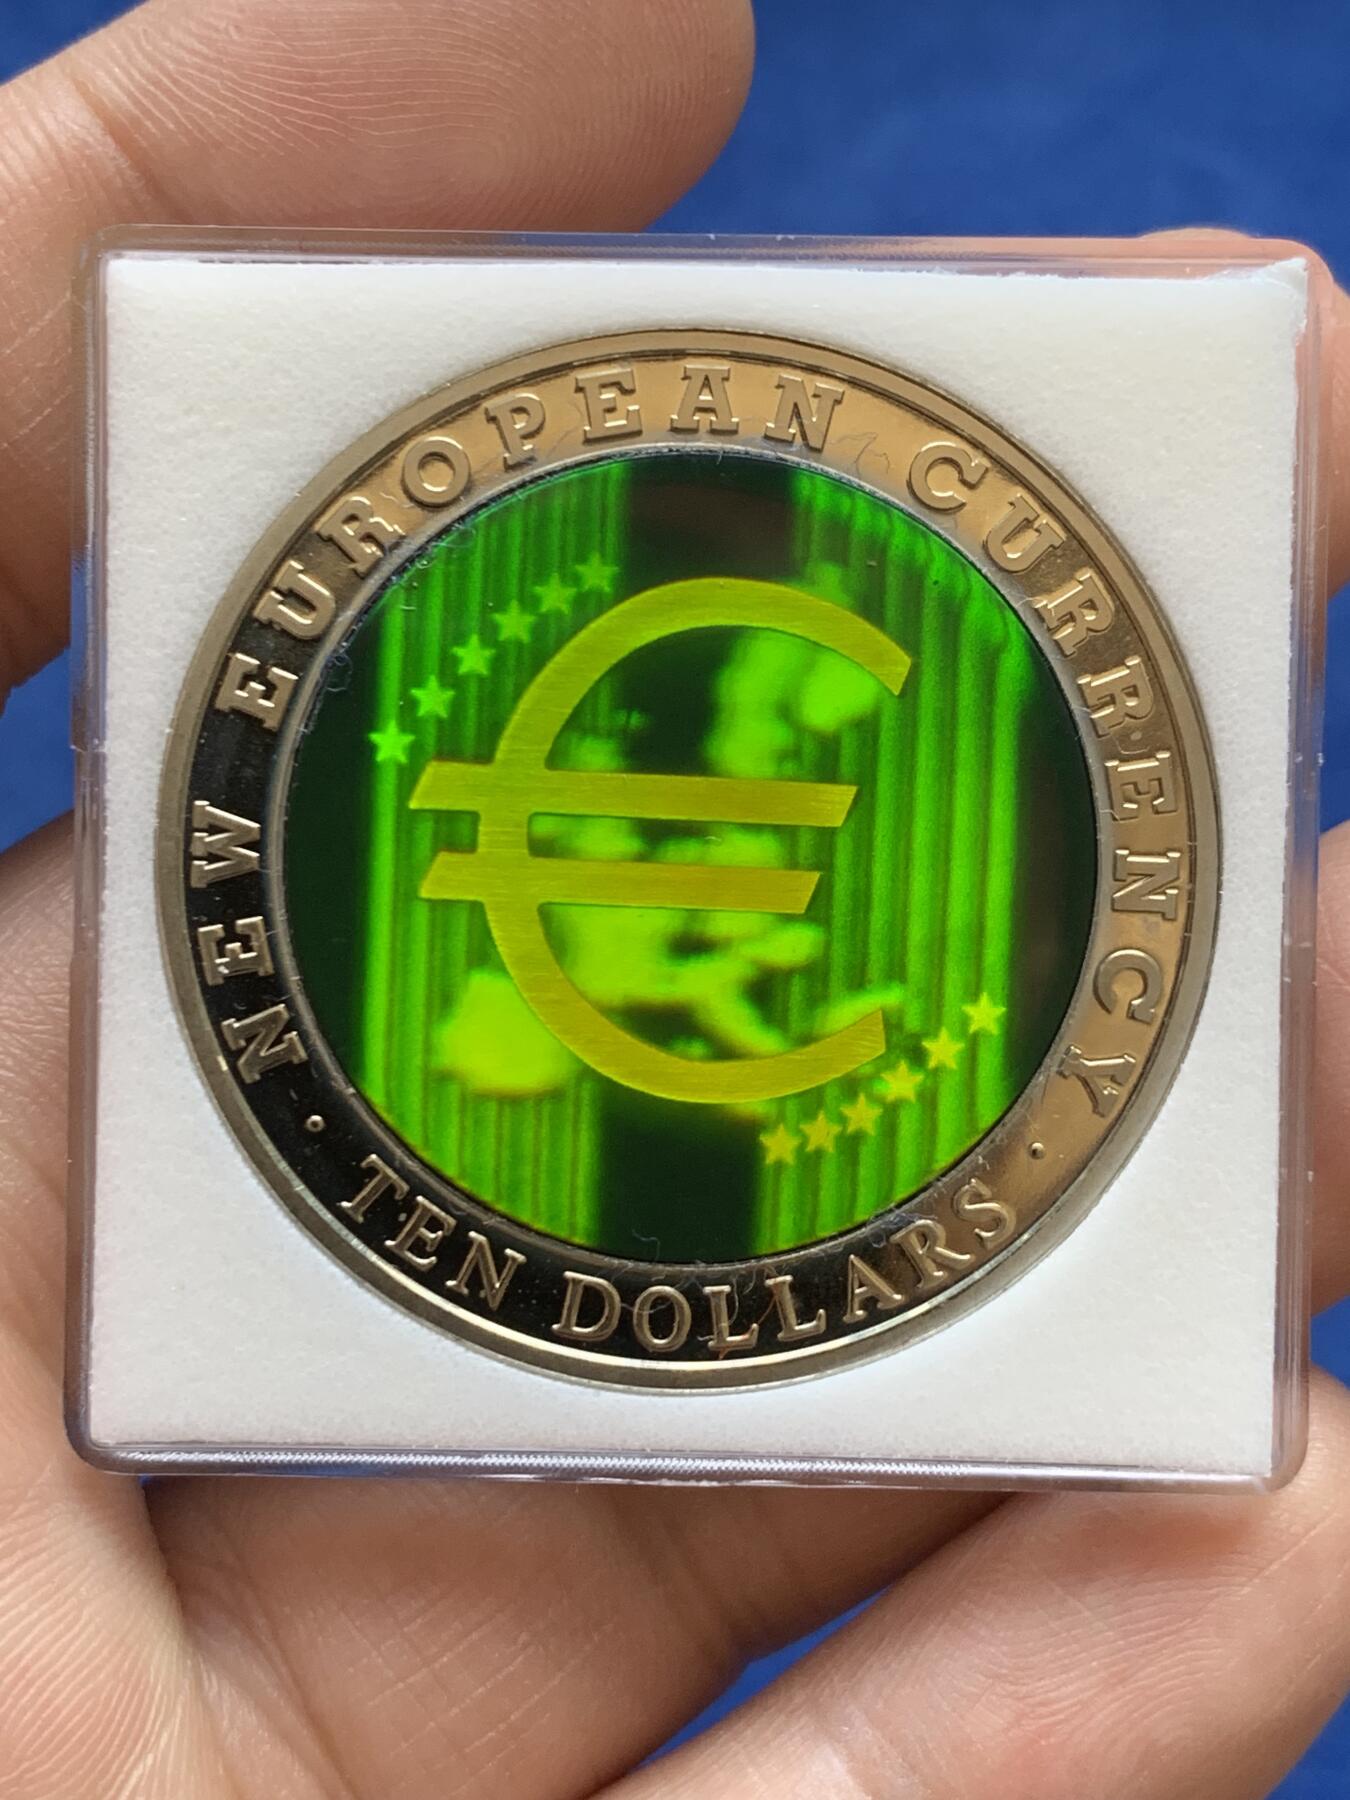 NEW EUROPEAN CURRENCY
· TEN DOLLARS ·
€